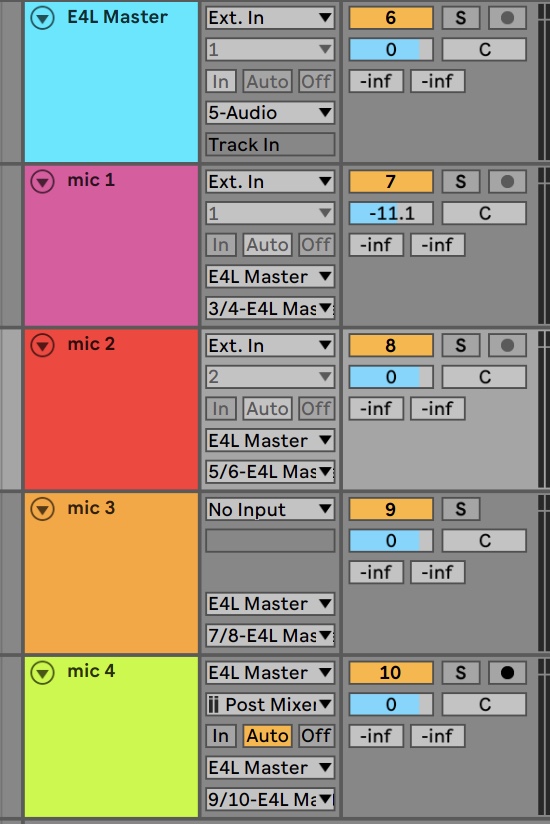 E4L Master Ext. In 6 S
1 0 C
In Auto Off -inf -inf
5-Audio
Track In
mic 1 Ext. In 7 S
1 -11.1 C
In Auto Off -inf -inf
E4L Master
3/4-E4L Mas
mic 2 Ext. In 8 S
2 0 C
In Auto Off -inf -inf
E4L Master
5/6-E4L Mas
mic 3 No Input 9 S
0 C
-inf -inf
E4L Master
7/8-E4L Mas
mic 4 E4L Master 10 S
Post Mixer 0 C
In Auto Off -inf -inf
E4L Master
9/10-E4L Ma